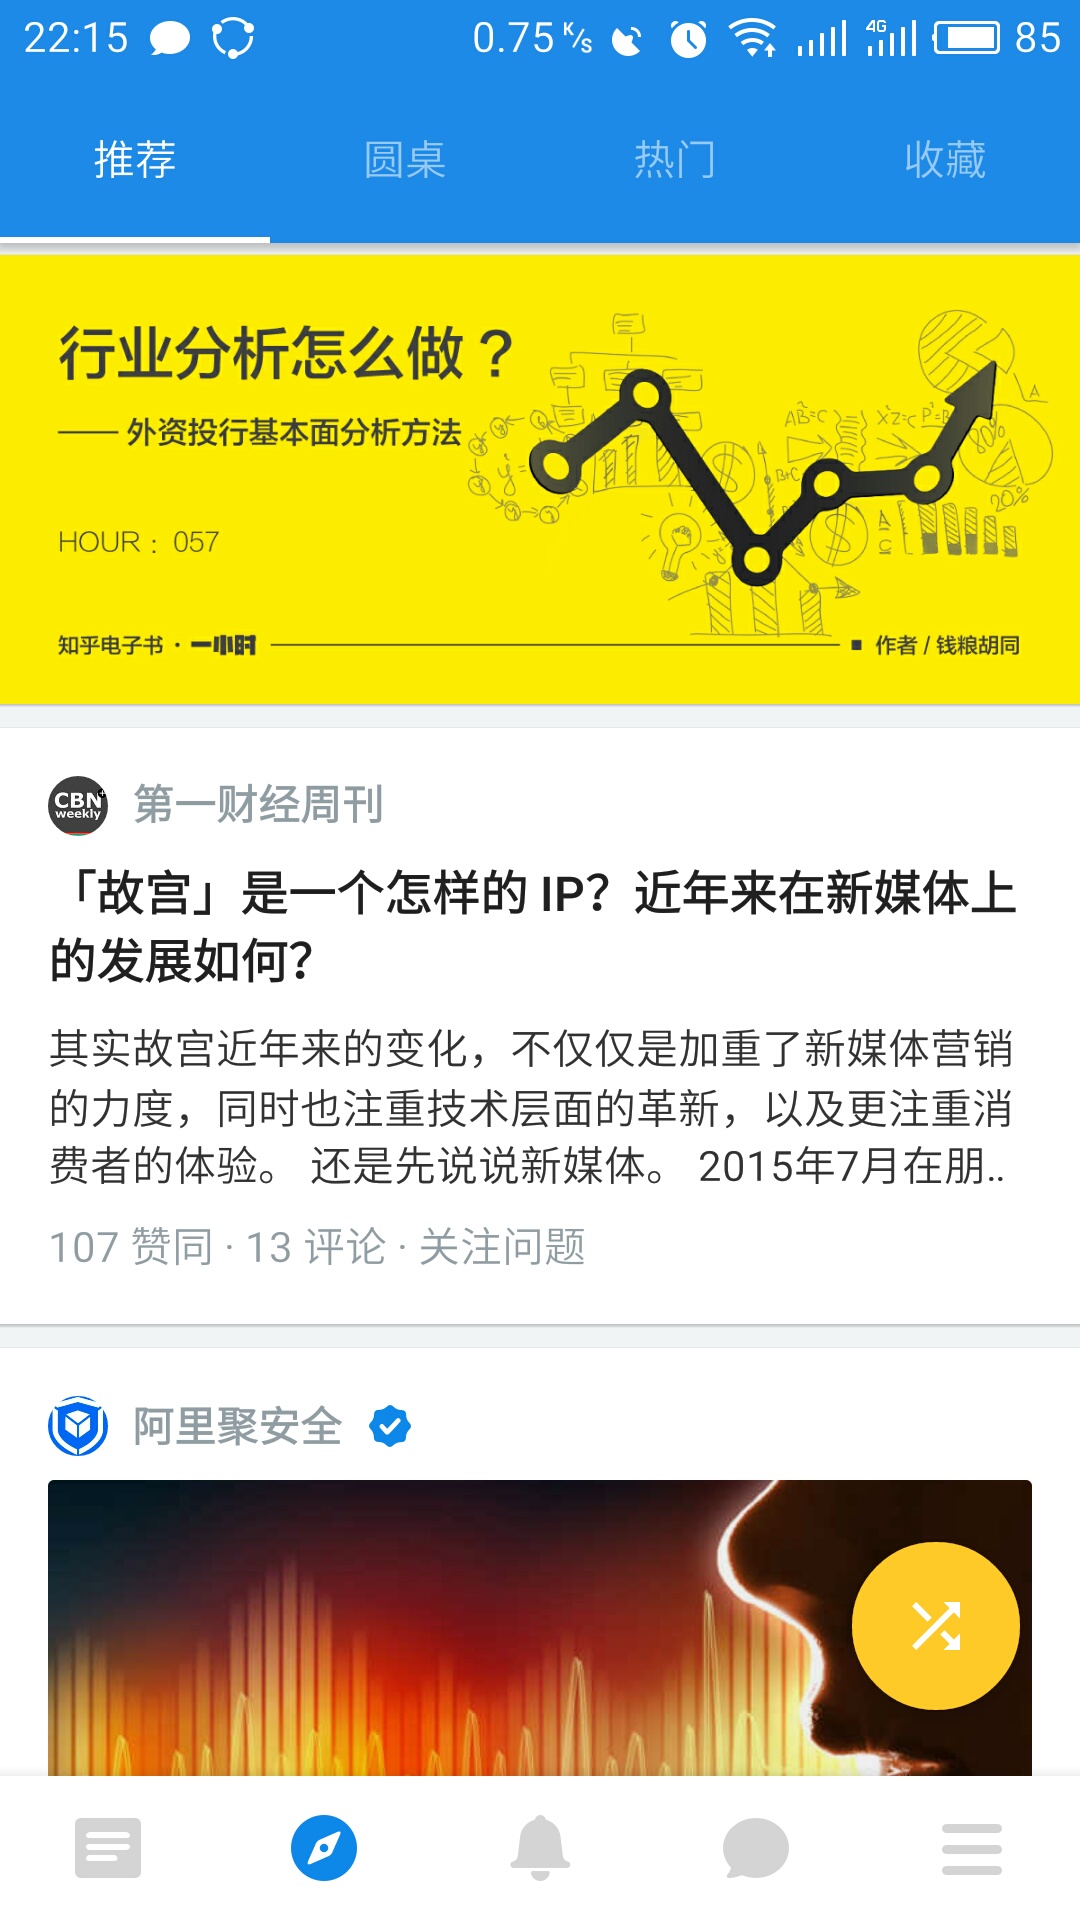 22:15 0.75 K/s 4G 85
推荐 圆桌 热门 收藏
行业分析怎么做？
—— 外资投行基本面分析方法
HOUR： 057
知乎电子书 · 一小时 ■ 作者 / 钱粮胡同
AB=C X²Z=C P²=B A
B+C 80%
20%
A
C
CBN+
weekly
第一财经周刊
「故宫」是一个怎样的 IP？近年来在新媒体上
的发展如何？
其实故宫近年来的变化，不仅仅是加重了新媒体营销
的力度，同时也注重技术层面的革新，以及更注重消
费者的体验。 还是先说说新媒体。 2015年7月在朋..
107 赞同 · 13 评论 · 关注问题
阿里聚安全